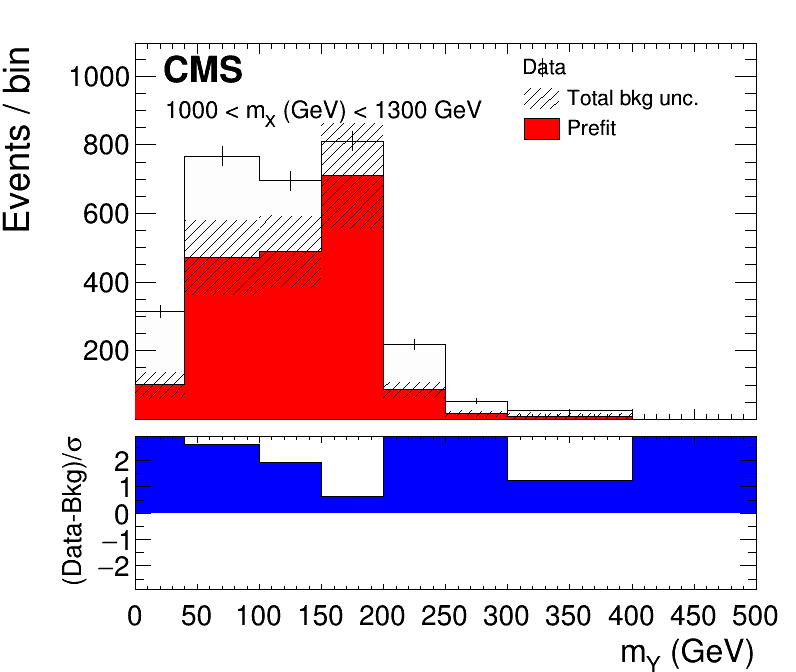 Events / bin
1000
800
600
400
200
CMS
1000 < m_X (GeV) < 1300 GeV
Data
Total bkg unc.
Prefit
(Data-Bkg)/σ
2
1
0
−1
−2
0 50 100 150 200 250 300 350 400 450 500
m_Y (GeV)